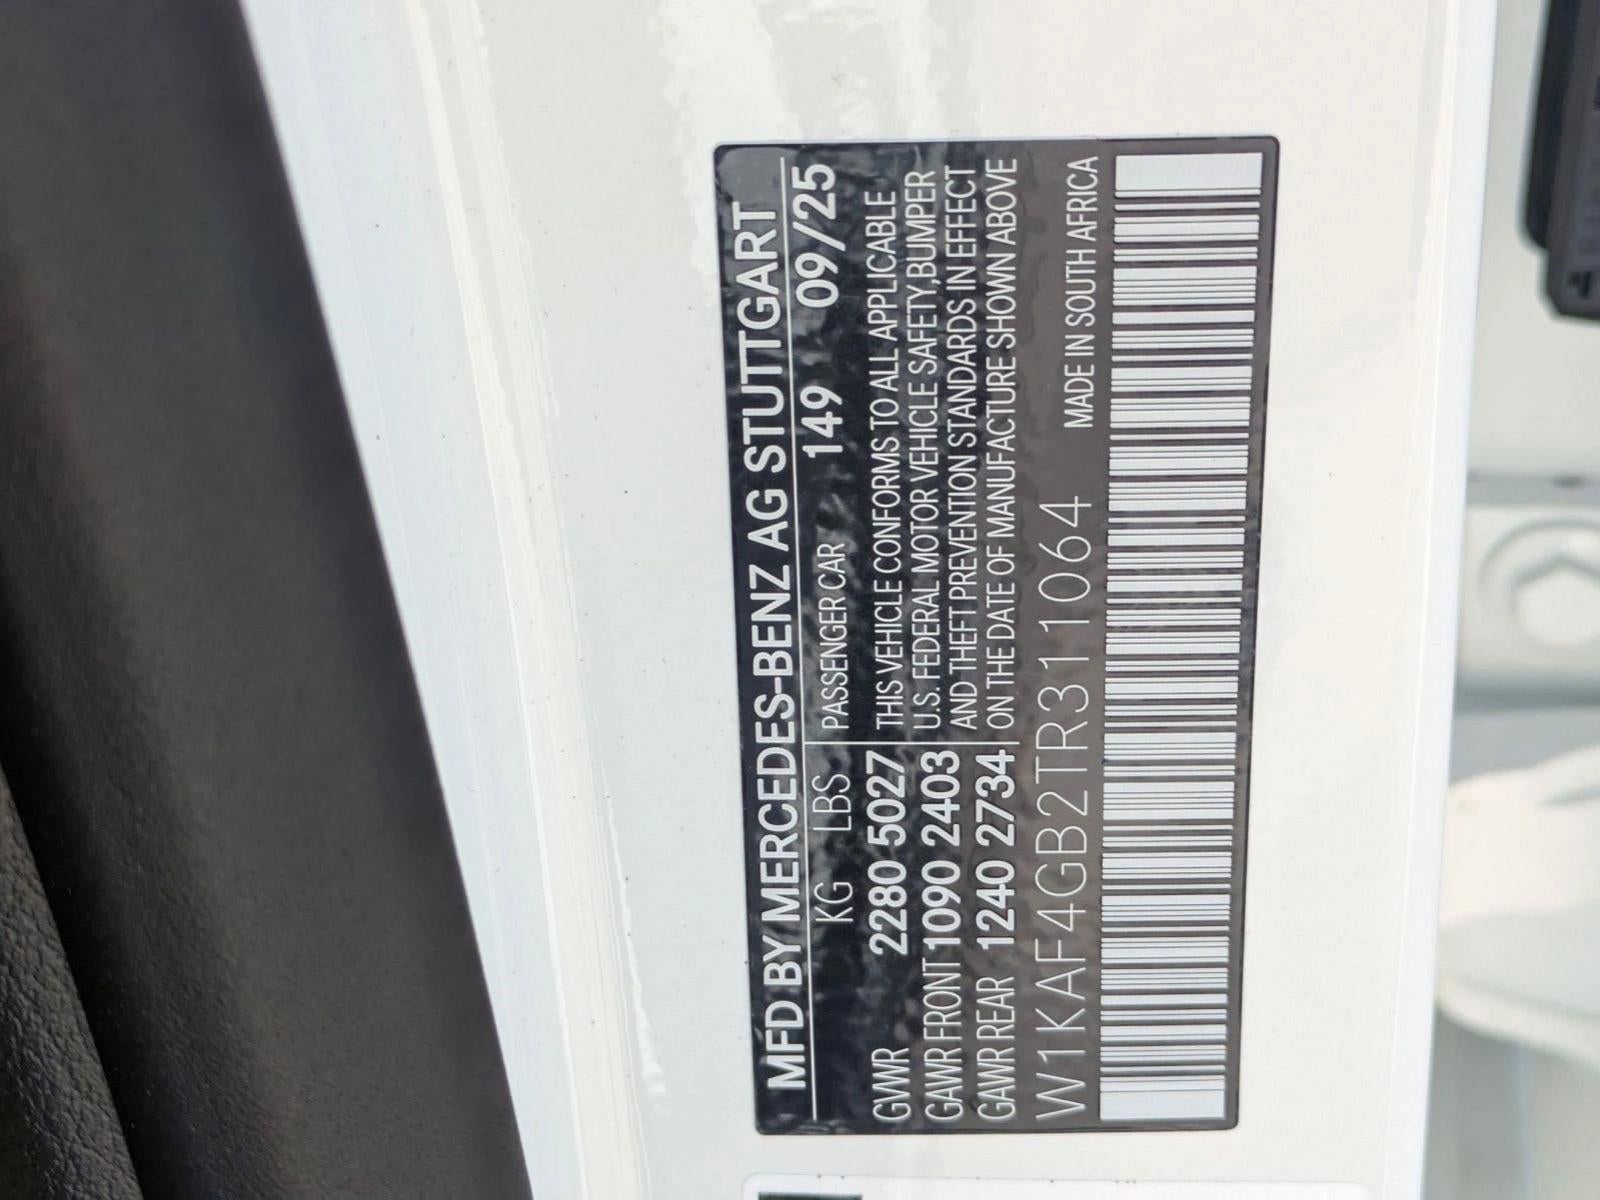 MFD BY MERCEDES-BENZ AG STUTTGART
KG LBS PASSENGER CAR 149 09/25
GVWR 2280 5027 THIS VEHICLE CONFORMS TO ALL APPLICABLE
GAWR FRONT 1090 2403 U.S. FEDERAL MOTOR VEHICLE SAFETY,BUMPER
GAWR REAR 1240 2734 AND THEFT PREVENTION STANDARDS IN EFFECT
ON THE DATE OF MANUFACTURE SHOWN ABOVE
W1KAF4GB2TR311064 MADE IN SOUTH AFRICA